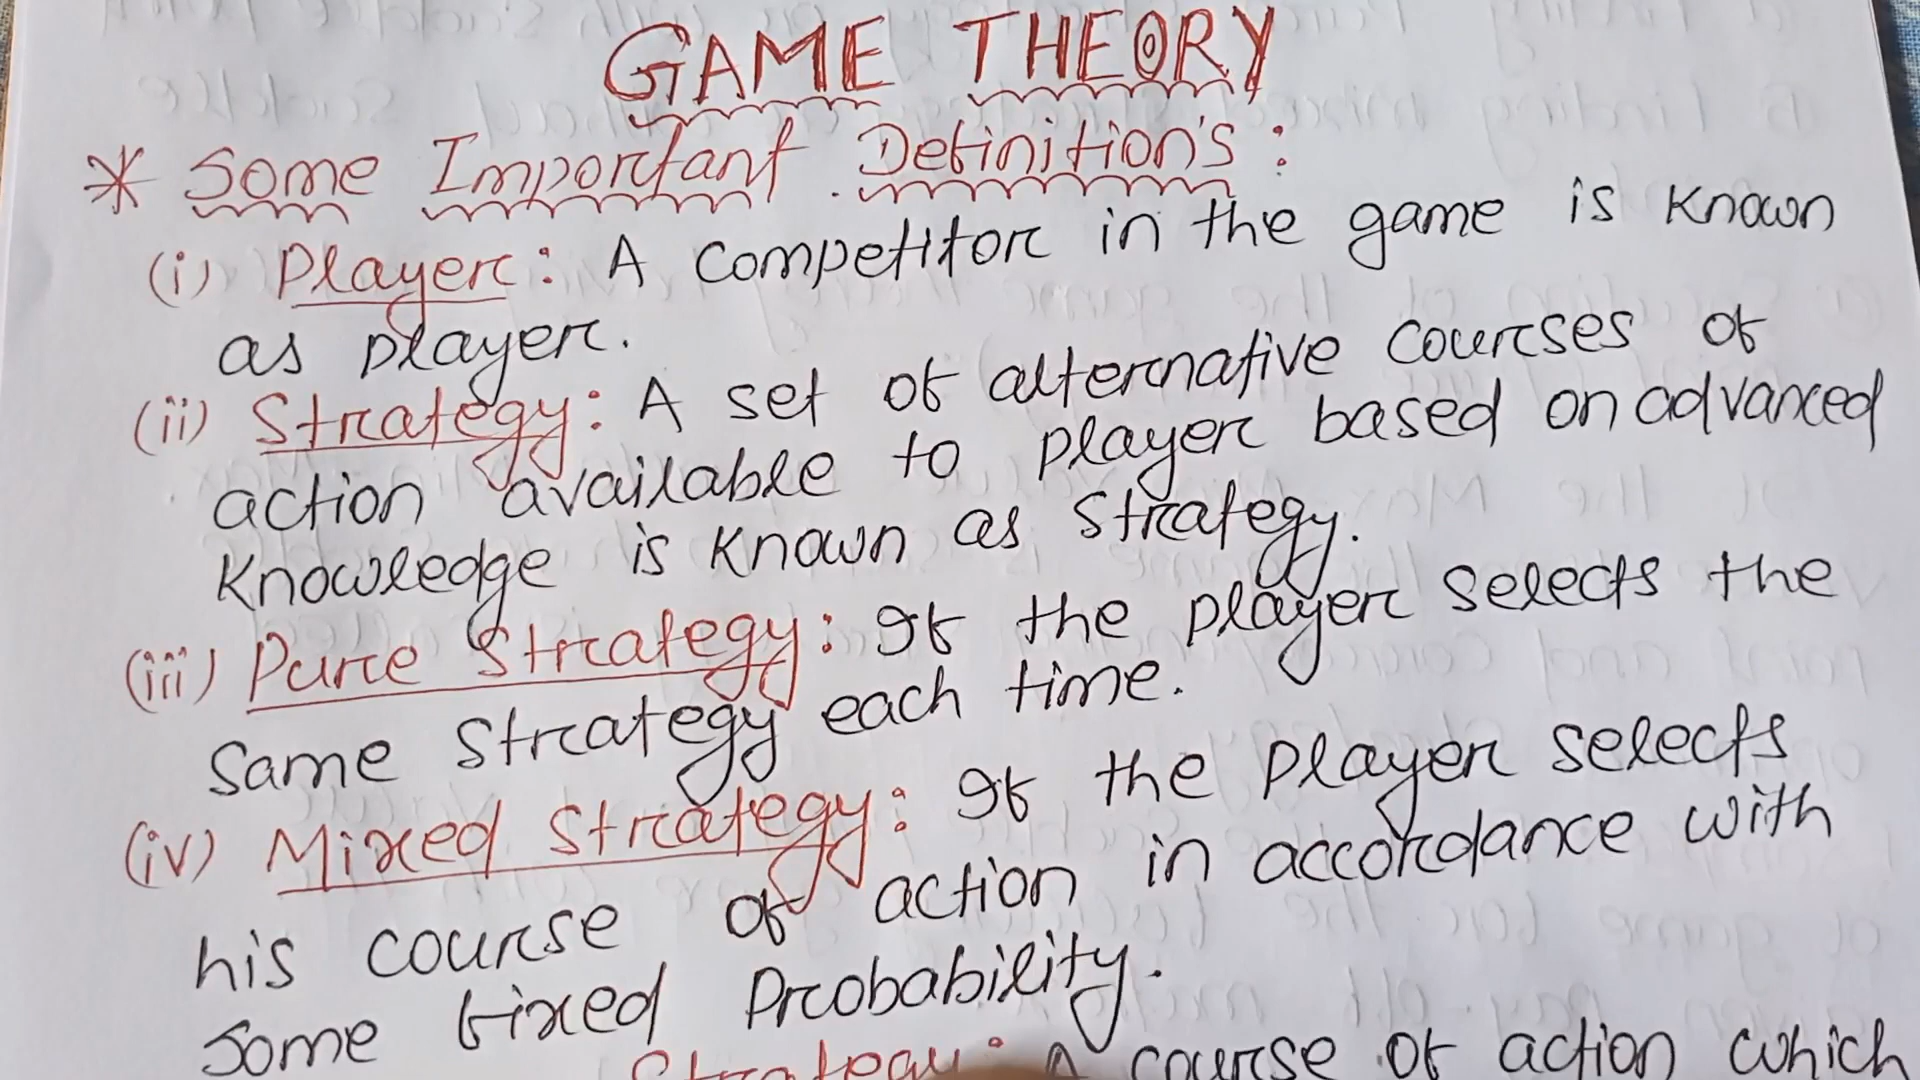 GAME THEORY
* Some Important Definition's:
(i) Player: A competitor in the game is known
as player.
(ii) Strategy: A set of alternative courses of
action available to player based on advanced
Knowledge is known as strategy.
(iii) Pure Strategy: If the player selects the
same strategy each time.
(iv) Mixed Strategy: If the player selects
his course of action in accordance with
some fixed Probability.
Strategy: A course of action which